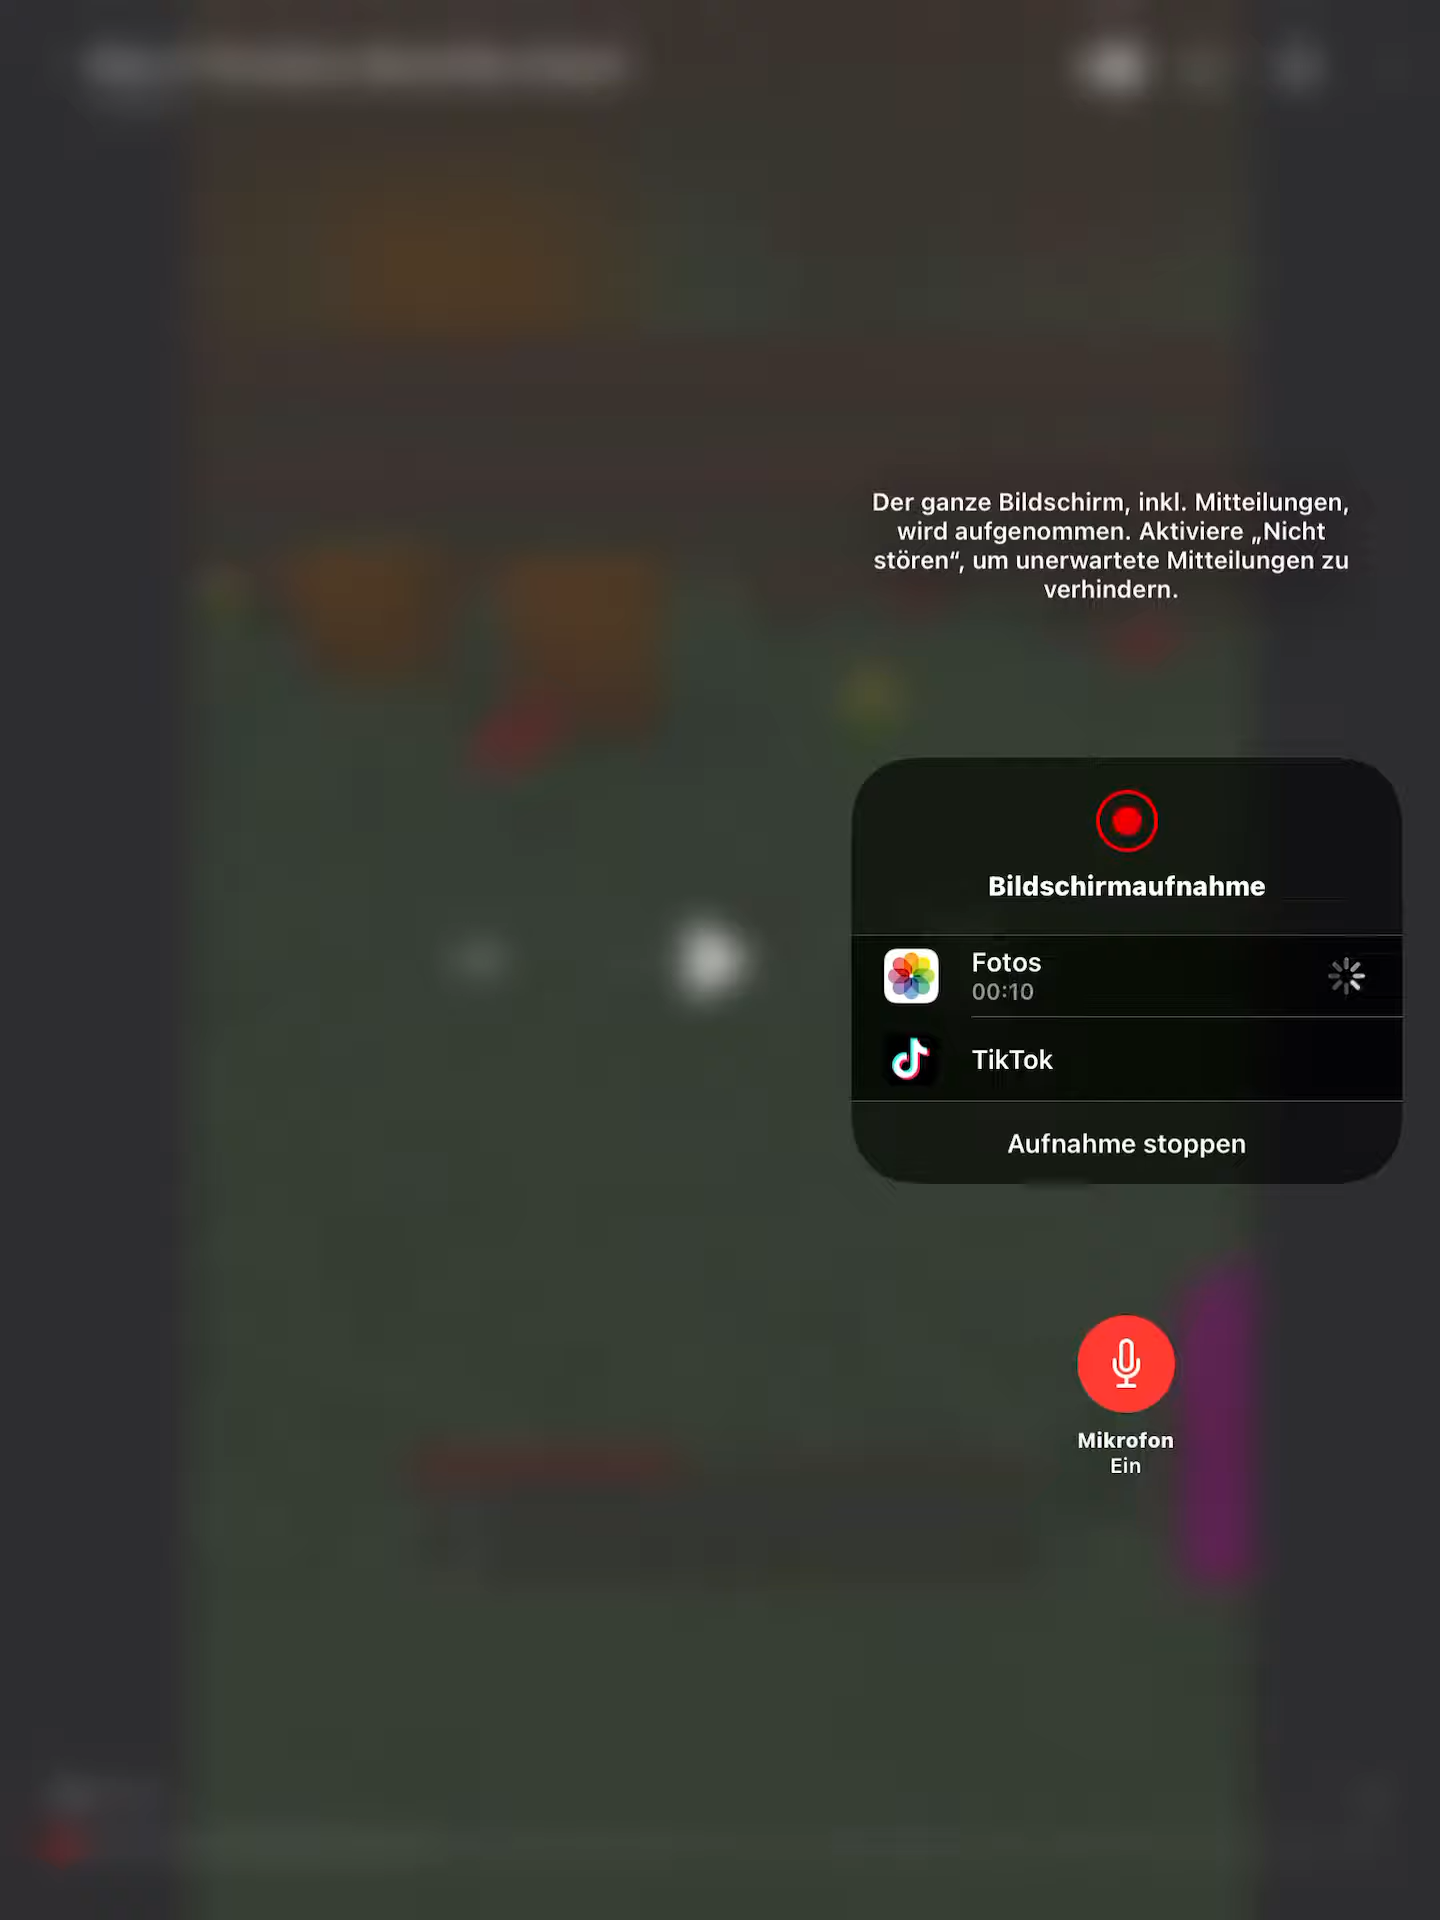 Der ganze Bildschirm, inkl. Mitteilungen,
wird aufgenommen. Aktiviere „Nicht
stören“, um unerwartete Mitteilungen zu
verhindern.
Bildschirmaufnahme
Fotos
00:10
TikTok
Aufnahme stoppen
Mikrofon
Ein